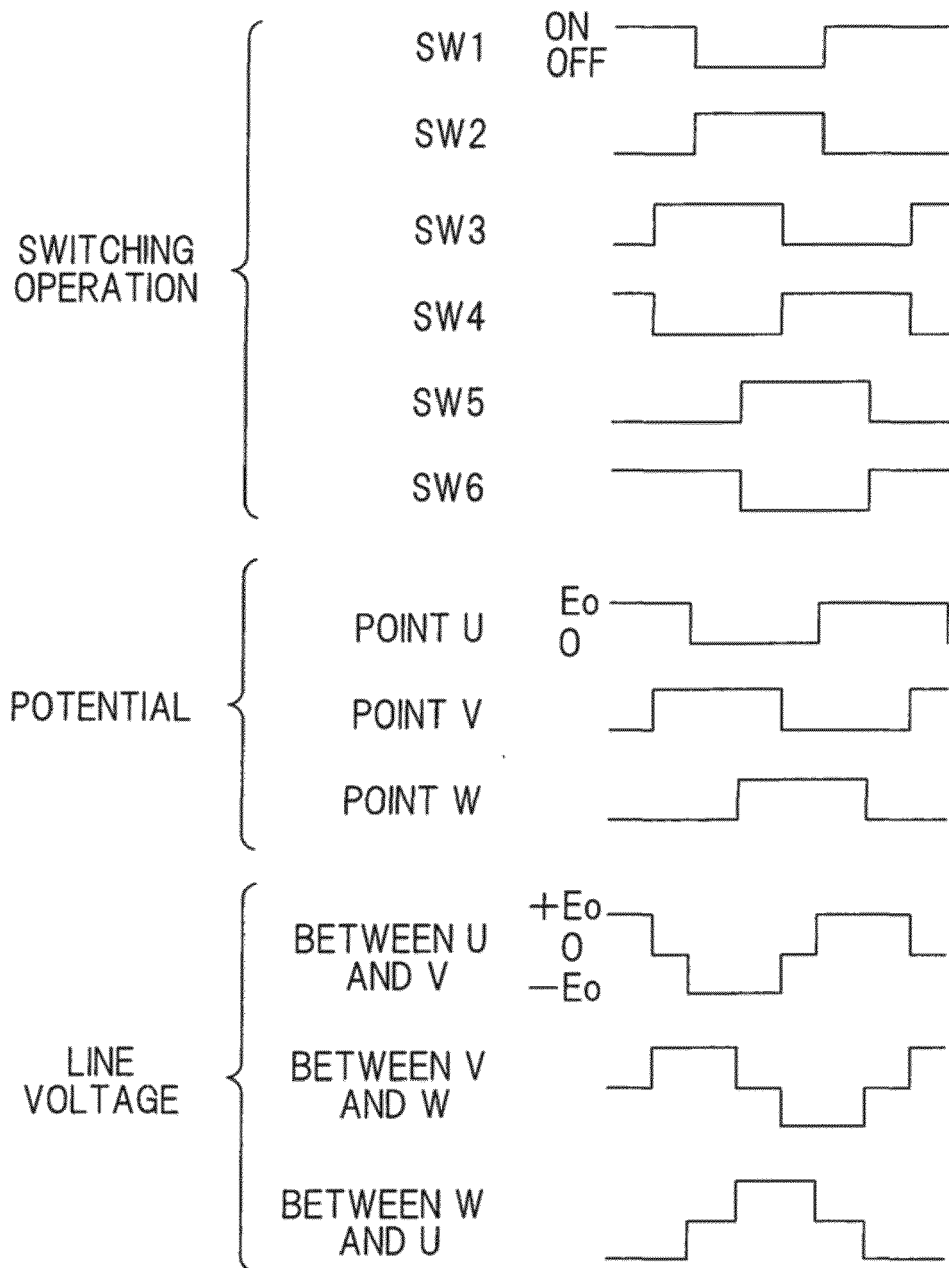 SWITCHING
OPERATION
SW1
ON
OFF
SW2
SW3
SW4
SW5
SW6
POTENTIAL
POINT U
Eo
0
POINT V
POINT W
LINE
VOLTAGE
BETWEEN U
AND V
+Eo
0
−Eo
BETWEEN V
AND W
BETWEEN W
AND U